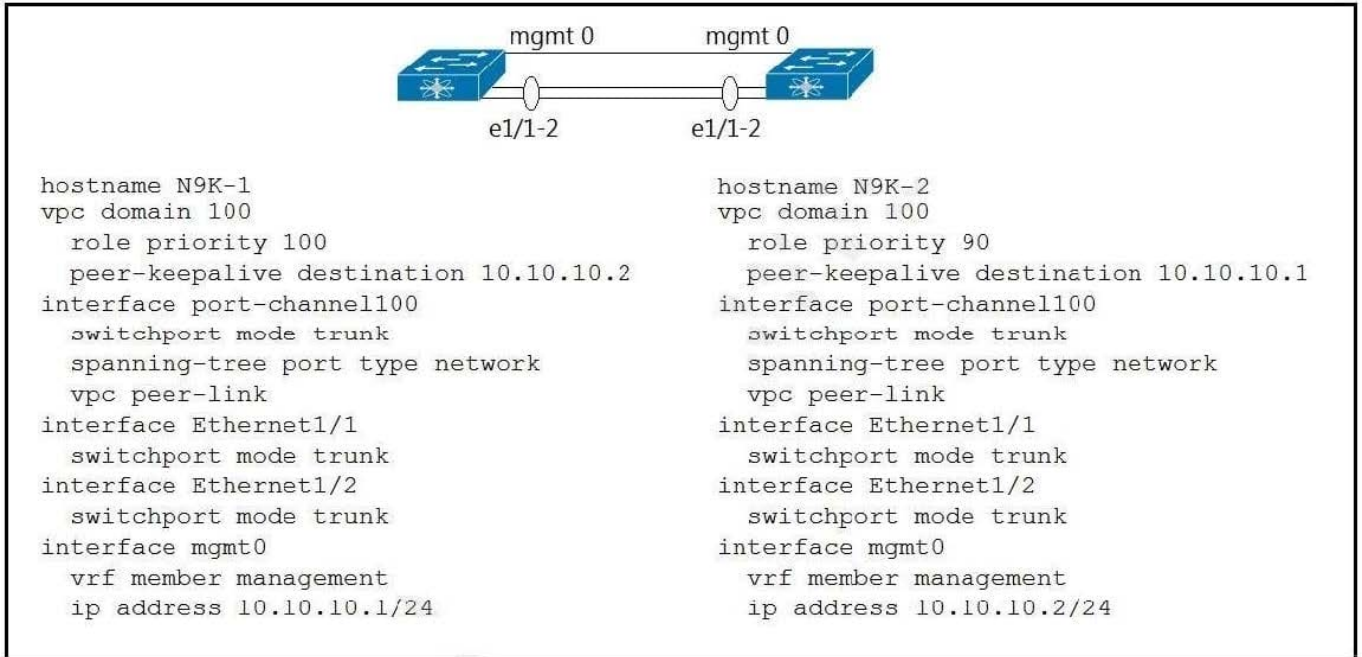 mgmt 0 mgmt 0
e1/1-2 e1/1-2
hostname N9K-1
vpc domain 100
role priority 100
peer-keepalive destination 10.10.10.2
interface port-channel100
switchport mode trunk
spanning-tree port type network
vpc peer-link
interface Ethernet1/1
switchport mode trunk
interface Ethernet1/2
switchport mode trunk
interface mgmt0
vrf member management
ip address 10.10.10.1/24
hostname N9K-2
vpc domain 100
role priority 90
peer-keepalive destination 10.10.10.1
interface port-channel100
switchport mode trunk
spanning-tree port type network
vpc peer-link
interface Ethernet1/1
switchport mode trunk
interface Ethernet1/2
switchport mode trunk
interface mgmt0
vrf member management
ip address 10.10.10.2/24